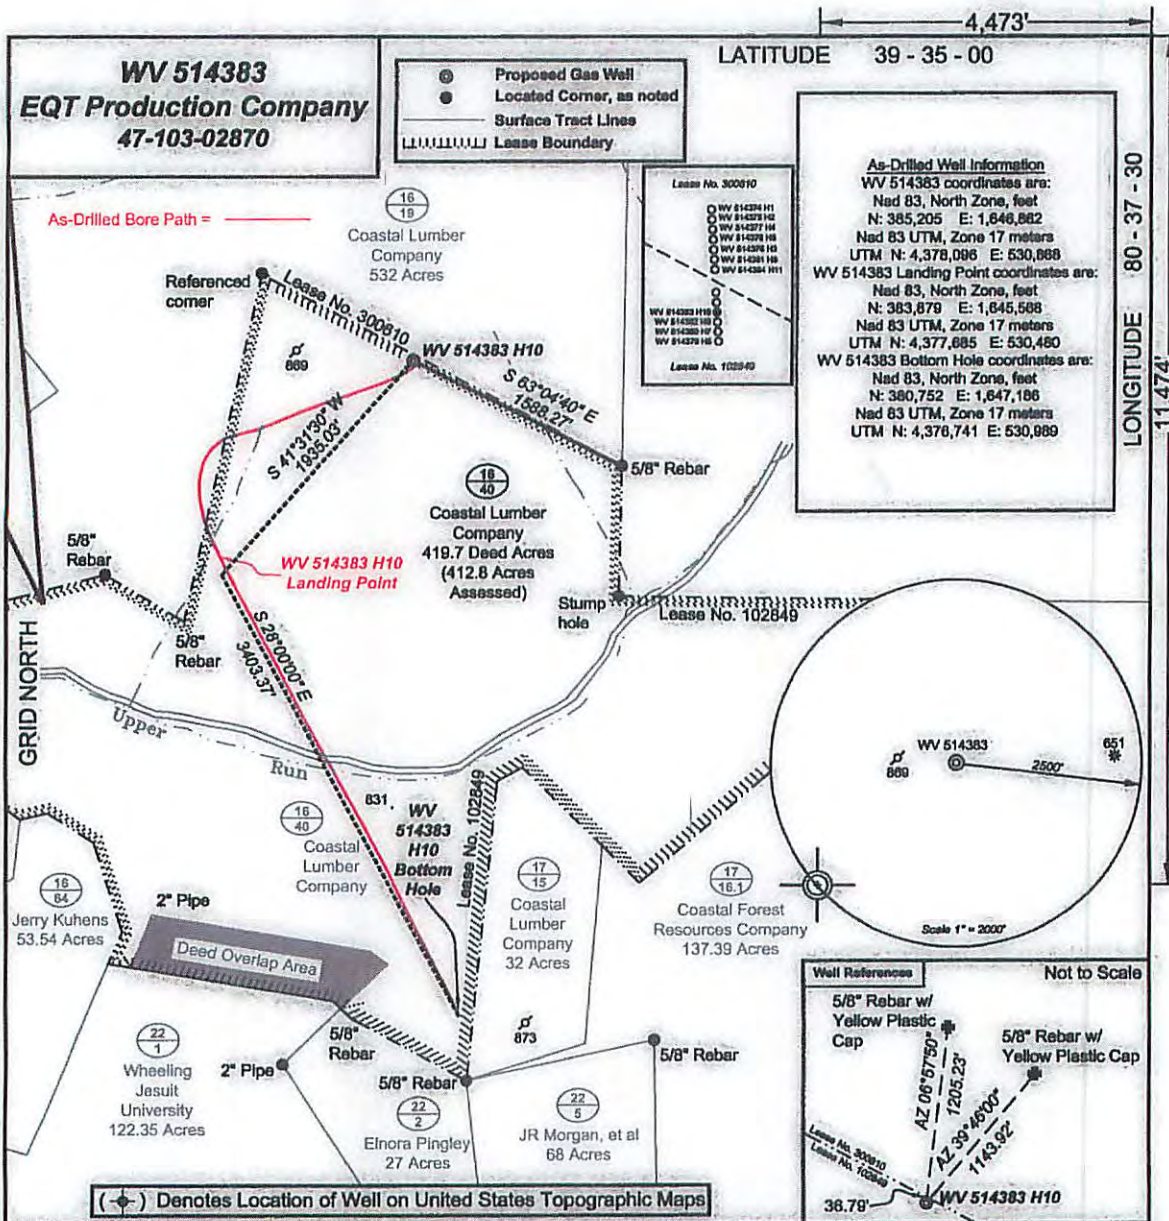 4,473'
LATITUDE 39 - 35 - 00
WV 514383
EQT Production Company
47-103-02870
Proposed Gas Well
Located Corner, as noted
Surface Tract Lines
Lease Boundary
As-Drilled Bore Path =
16
19
Coastal Lumber
Company
532 Acres
Lease No. 300810
WV 514383 H10
Lease No. 102849
As-Drilled Well Information
WV 514383 coordinates are:
Nad 83, North Zone, feet
N: 385,205 E: 1,646,862
Nad 83 UTM, Zone 17 meters
UTM N: 4,378,096 E: 530,868
WV 514383 Landing Point coordinates are:
Nad 83, North Zone, feet
N: 383,879 E: 1,645,568
Nad 83 UTM, Zone 17 meters
UTM N: 4,377,685 E: 530,480
WV 514383 Bottom Hole coordinates are:
Nad 83, North Zone, feet
N: 380,752 E: 1,647,186
Nad 83 UTM, Zone 17 meters
UTM N: 4,376,741 E: 530,989
LONGITUDE 80 - 37 - 30
11,474'
Referenced
corner
Lease No. 300810
869
WV 514383 H10
S 63°04'40" E
1588.27'
S 41°31'30" W
1935.03'
5/8" Rebar
16
40
Coastal Lumber
Company
419.7 Deed Acres
(412.8 Acres
Assessed)
5/8"
Rebar
WV 514383 H10
Landing Point
Stump
hole
Lease No. 102849
5/8"
Rebar
GRID NORTH
S 28°00'00" E
3403.37'
Upper
Run
WV 514383
651
869
2500'
Scale 1" = 2000'
831
WV
514383
H10
Bottom
Hole
Lease No. 102849
16
40
Coastal
Lumber
Company
16
64
Jerry Kuhens
53.54 Acres
2" Pipe
Deed Overlap Area
17
15
Coastal
Lumber
Company
32 Acres
17
16.1
Coastal Forest
Resources Company
137.39 Acres
873
5/8"
Rebar
22
1
Wheeling
Jesuit
University
122.35 Acres
2" Pipe
5/8" Rebar
5/8" Rebar
22
2
Elnora Pingley
27 Acres
22
5
JR Morgan, et al
68 Acres
Well References
Not to Scale
5/8" Rebar w/
Yellow Plastic
Cap
5/8" Rebar w/
Yellow Plastic Cap
AZ 06°57'50"
1205.23'
AZ 39°46'00"
1143.92'
Lease No. 300810
Lease No. 102849
36.79'
WV 514383 H10
( ) Denotes Location of Well on United States Topographic Maps